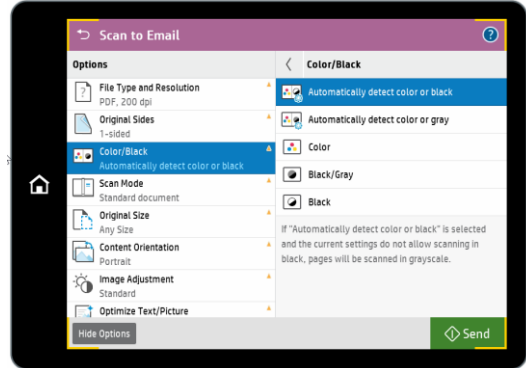 Scan to Email
?
Options
Color/Black
?
File Type and Resolution
PDF, 200 dpi
Original Sides
1-sided
Color/Black
Automatically detect color or black
Scan Mode
Standard document
Original Size
Any Size
Content Orientation
Portrait
Image Adjustment
Standard
Optimize Text/Picture
Automatically detect color or black
Automatically detect color or gray
Color
Black/Gray
Black
If "Automatically detect color or black" is selected
and the current settings do not allow scanning in
black, pages will be scanned in grayscale.
Hide Options
Send